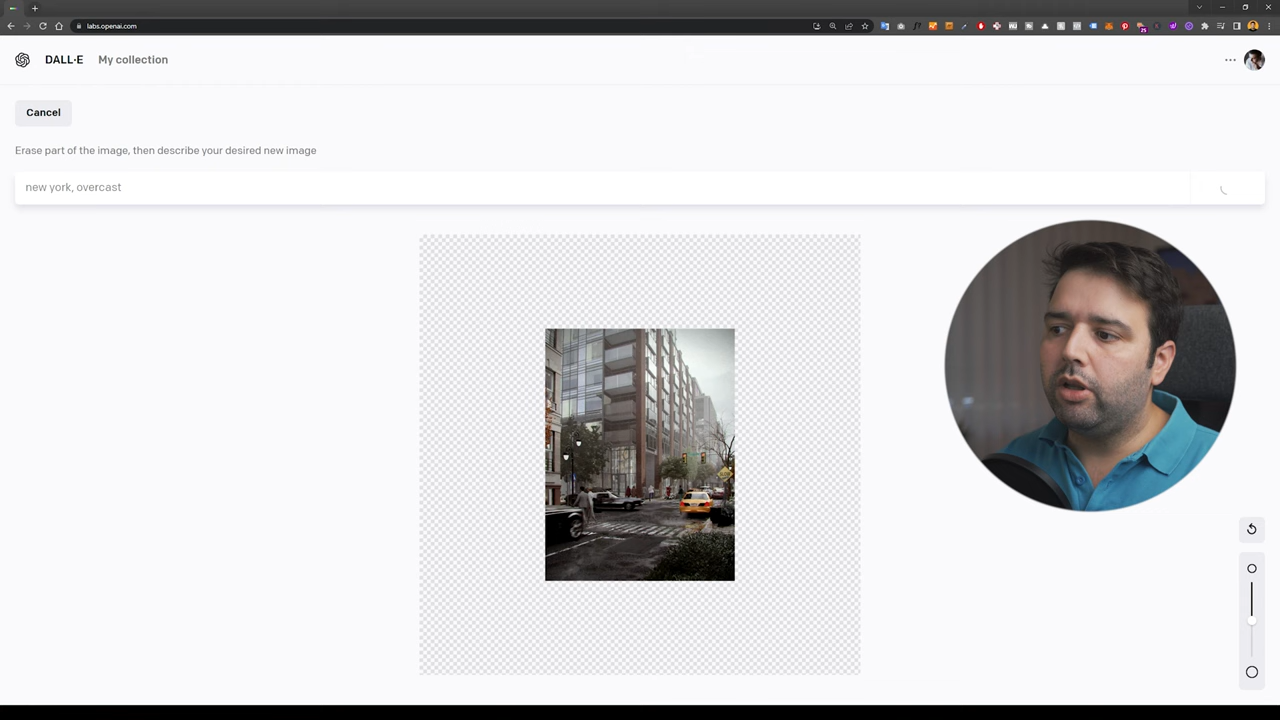 labs.openai.com
DALL·E My collection
Cancel
Erase part of the image, then describe your desired new image
new york, overcast